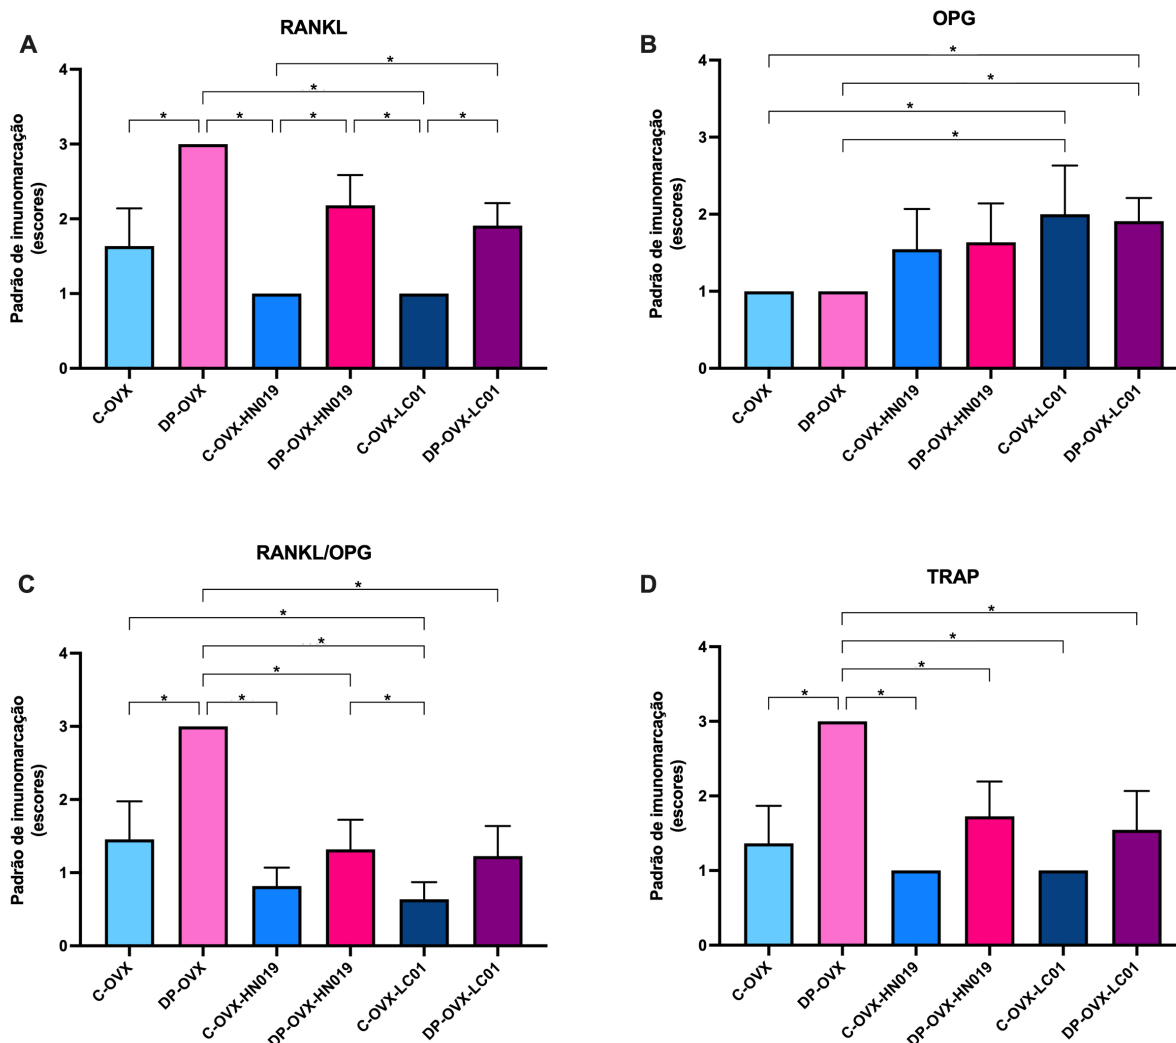 A
RANKL
Padrão de imunomarcação
(escores)
4
3
2
1
0
* * * * *
*
*
C-OVX
DP-OVX
C-OVX-HN019
DP-OVX-HN019
C-OVX-LC01
DP-OVX-LC01
B
OPG
Padrão de imunomarcação
(escores)
4
3
2
1
0
*
*
*
*
C-OVX
DP-OVX
C-OVX-HN019
DP-OVX-HN019
C-OVX-LC01
DP-OVX-LC01
C
RANKL/OPG
Padrão de imunomarcação
(escores)
4
3
2
1
0
*
*
*
*
* * *
C-OVX
DP-OVX
C-OVX-HN019
DP-OVX-HN019
C-OVX-LC01
DP-OVX-LC01
D
TRAP
Padrão de imunomarcação
(escores)
4
3
2
1
0
*
*
*
* *
C-OVX
DP-OVX
C-OVX-HN019
DP-OVX-HN019
C-OVX-LC01
DP-OVX-LC01